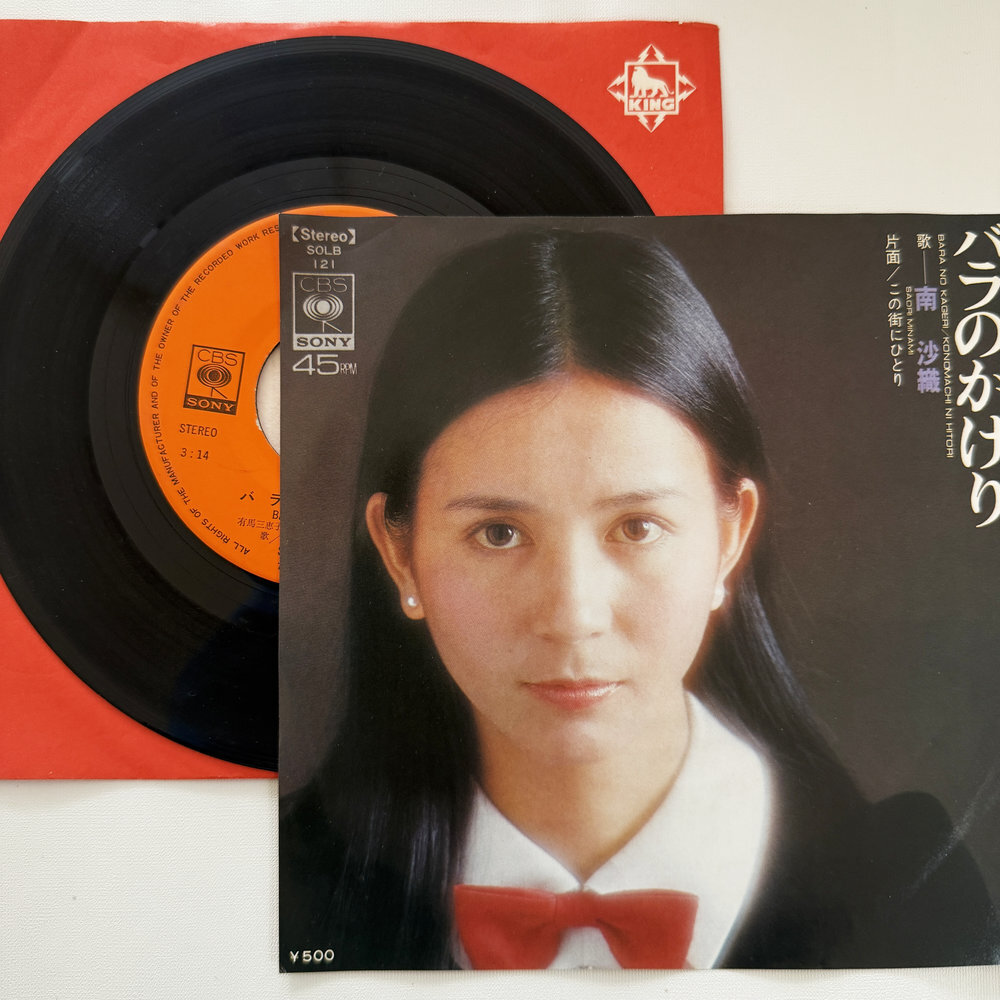 KING
ALL RIGHTS OF THE MANUFACTURER AND OF THE OWNER OF THE RECORDED WORK RES
CBS
SONY
STEREO
3:14
バラ
有馬三恵子
歌/
【Stereo】
SOLB
121
CBS
SONY
45RPM
バラのかげり
BARA NO KAGERI/KONOMACHI NI HITORI
歌——南 沙織
SAORI MINAMI
片面/この街にひとり
¥500